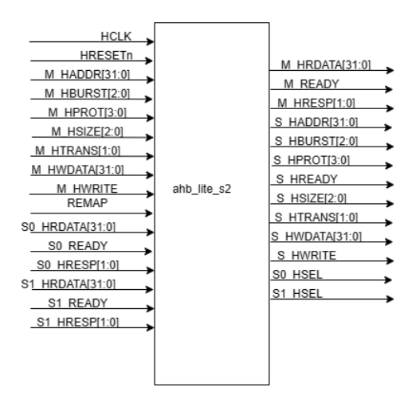 HCLK
HRESETn
M_HADDR[31:0]
M_HBURST[2:0]
M_HPROT[3:0]
M_HSIZE[2:0]
M_HTRANS[1:0]
M_HWDATA[31:0]
M_HWRITE
REMAP
S0_HRDATA[31:0]
S0_READY
S0_HRESP[1:0]
S1_HRDATA[31:0]
S1_READY
S1_HRESP[1:0]
ahb_lite_s2
M_HRDATA[31:0]
M_READY
M_HRESP[1:0]
S_HADDR[31:0]
S_HBURST[2:0]
S_HPROT[3:0]
S_HREADY
S_HSIZE[2:0]
S_HTRANS[1:0]
S_HWDATA[31:0]
S_HWRITE
S0_HSEL
S1_HSEL